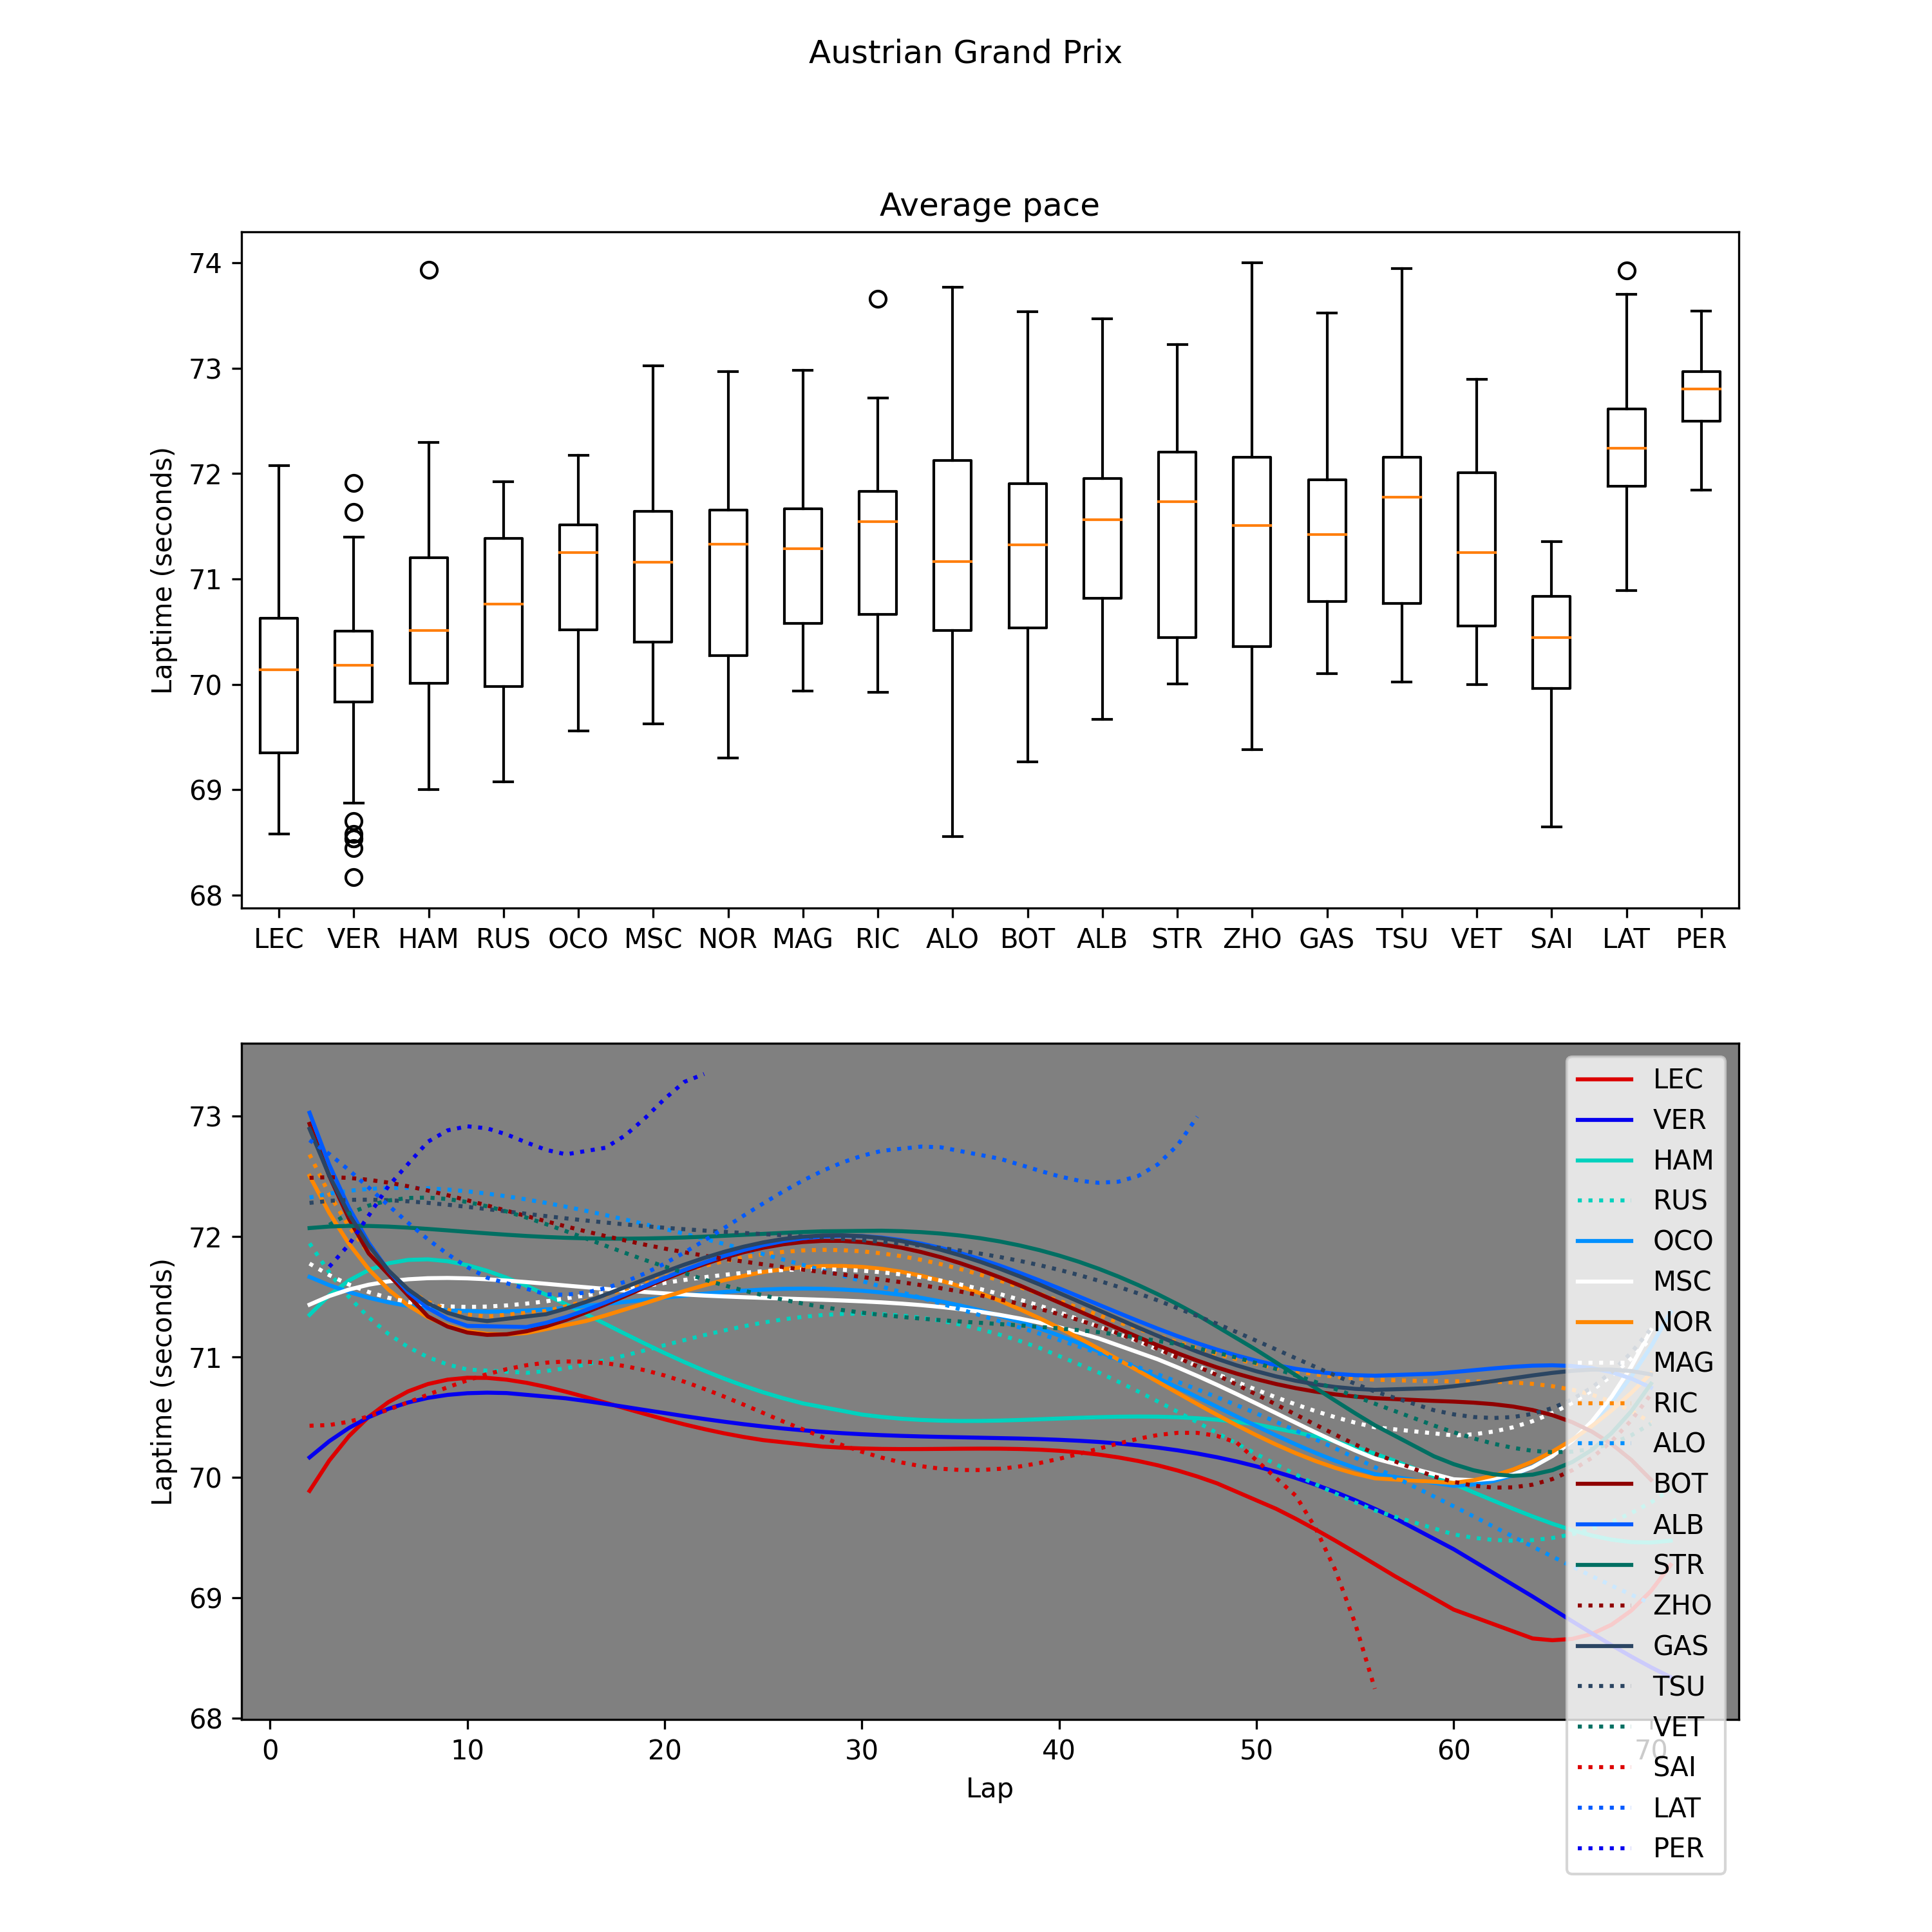 Austrian Grand Prix
Average pace
Laptime (seconds)
74
73
72
71
70
69
68
LEC VER HAM RUS OCO MSC NOR MAG RIC ALO BOT ALB STR ZHO GAS TSU VET SAI LAT PER
Laptime (seconds)
73
72
71
70
69
68
0 10 20 30 40 50 60 70
Lap
LEC
VER
HAM
RUS
OCO
MSC
NOR
MAG
RIC
ALO
BOT
ALB
STR
ZHO
GAS
TSU
VET
SAI
LAT
PER